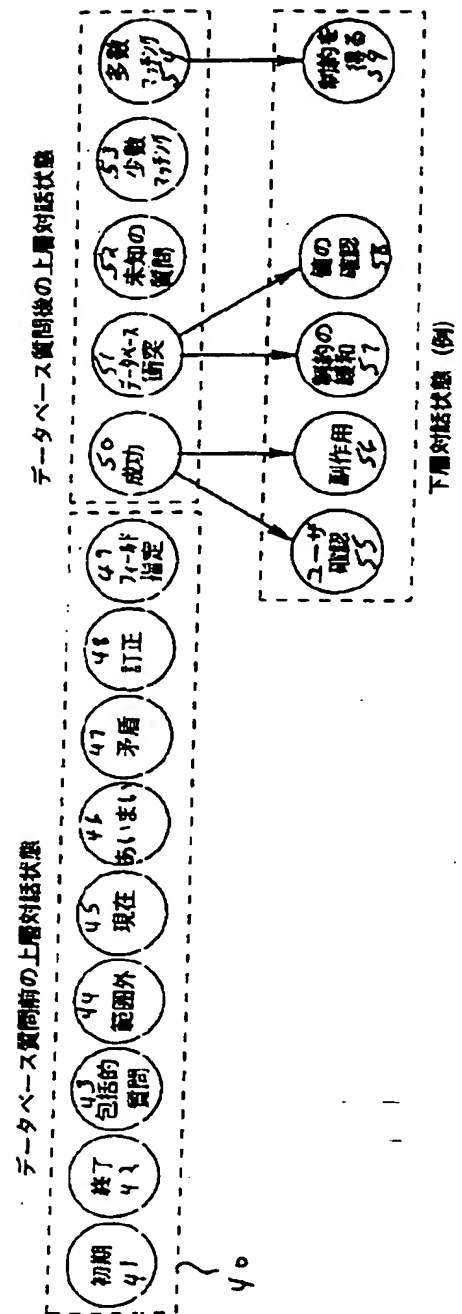 データベース質問前の上層対話状態
初期
41
終了
42
43
包括的
質問
44
範囲外
45
現在
46
あいまい
47
矛盾
48
訂正
49
フィールド
指定
40
データベース質問後の上層対話状態
50
成功
51
データベース
衝突
52
未知の
質問
53
少数
マッチング
多数
マッチング
54
ユーザ
確認
55
副作用
56
制約の
緩和
57
値の
確認
58
制約を
得る
59
下層対話状態 (例)